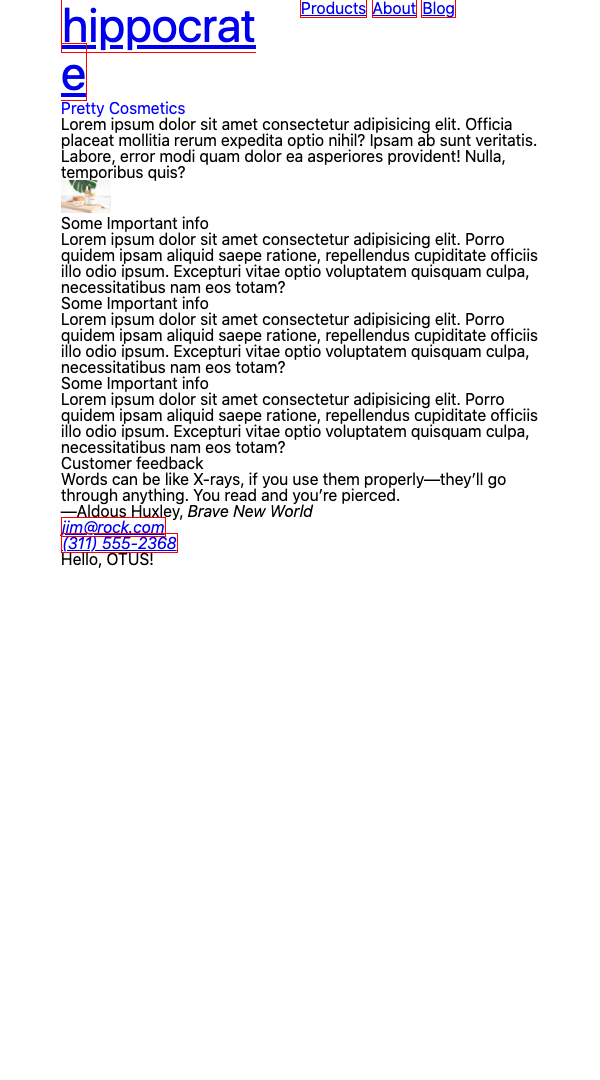 hippocrat
e
Products About Blog
Pretty Cosmetics
Lorem ipsum dolor sit amet consectetur adipisicing elit. Officia
placeat mollitia rerum expedita optio nihil? Ipsam ab sunt veritatis.
Labore, error modi quam dolor ea asperiores provident! Nulla,
temporibus quis?
Some Important info
Lorem ipsum dolor sit amet consectetur adipisicing elit. Porro
quidem ipsam aliquid saepe ratione, repellendus cupiditate officiis
illo odio ipsum. Excepturi vitae optio voluptatem quisquam culpa,
necessitatibus nam eos totam?
Some Important info
Lorem ipsum dolor sit amet consectetur adipisicing elit. Porro
quidem ipsam aliquid saepe ratione, repellendus cupiditate officiis
illo odio ipsum. Excepturi vitae optio voluptatem quisquam culpa,
necessitatibus nam eos totam?
Some Important info
Lorem ipsum dolor sit amet consectetur adipisicing elit. Porro
quidem ipsam aliquid saepe ratione, repellendus cupiditate officiis
illo odio ipsum. Excepturi vitae optio voluptatem quisquam culpa,
necessitatibus nam eos totam?
Customer feedback
Words can be like X-rays, if you use them properly—they’ll go
through anything. You read and you’re pierced.
—Aldous Huxley, Brave New World
jim@rock.com
(311) 555-2368
Hello, OTUS!